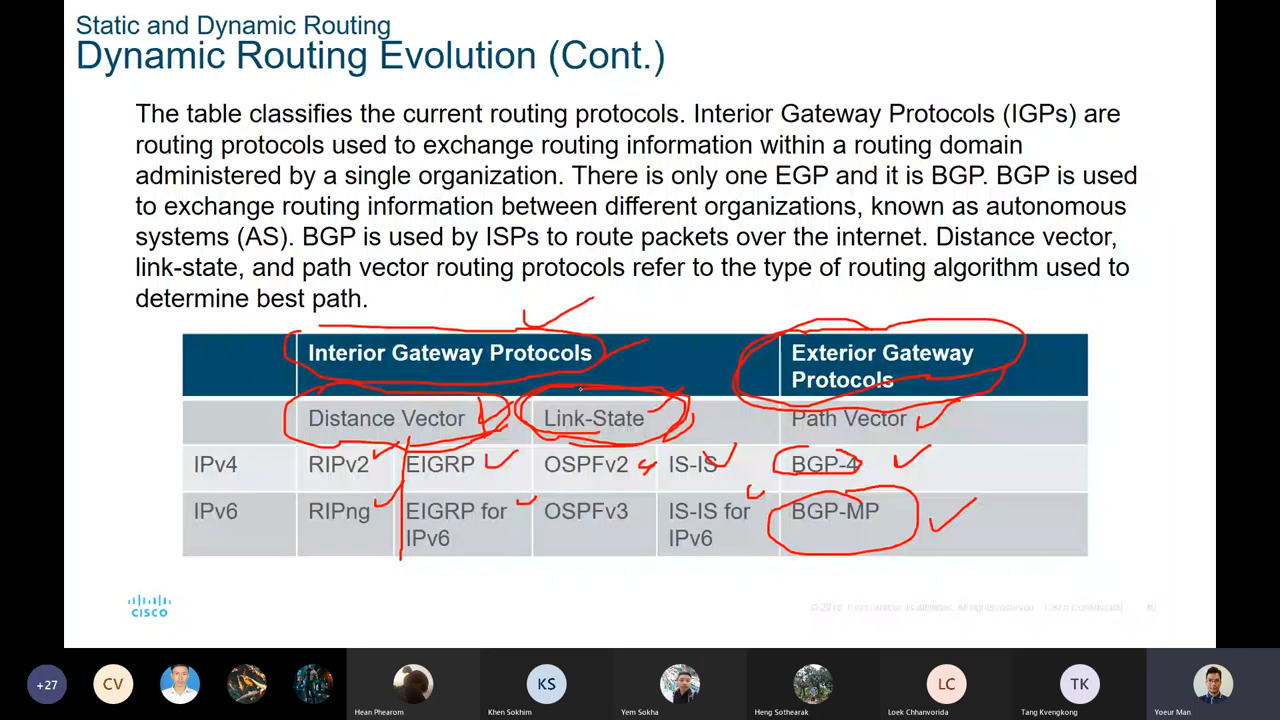 Static and Dynamic Routing
Dynamic Routing Evolution (Cont.)
The table classifies the current routing protocols. Interior Gateway Protocols (IGPs) are
routing protocols used to exchange routing information within a routing domain
administered by a single organization. There is only one EGP and it is BGP. BGP is used
to exchange routing information between different organizations, known as autonomous
systems (AS). BGP is used by ISPs to route packets over the internet. Distance vector,
link-state, and path vector routing protocols refer to the type of routing algorithm used to
determine best path.
Interior Gateway Protocols Exterior Gateway
Protocols
Distance Vector Link-State Path Vector
IPv4 RIPv2 EIGRP OSPFv2 IS-IS BGP-4
IPv6 RIPng EIGRP for OSPFv3 IS-IS for BGP-MP
IPv6 IPv6
CISCO
+27 CV KS LC TK
Hean Phearom Khen Sokhim Yem Sokha Heng Sothearak Loek Chhanvorida Tang Kvengkong Yoeur Man